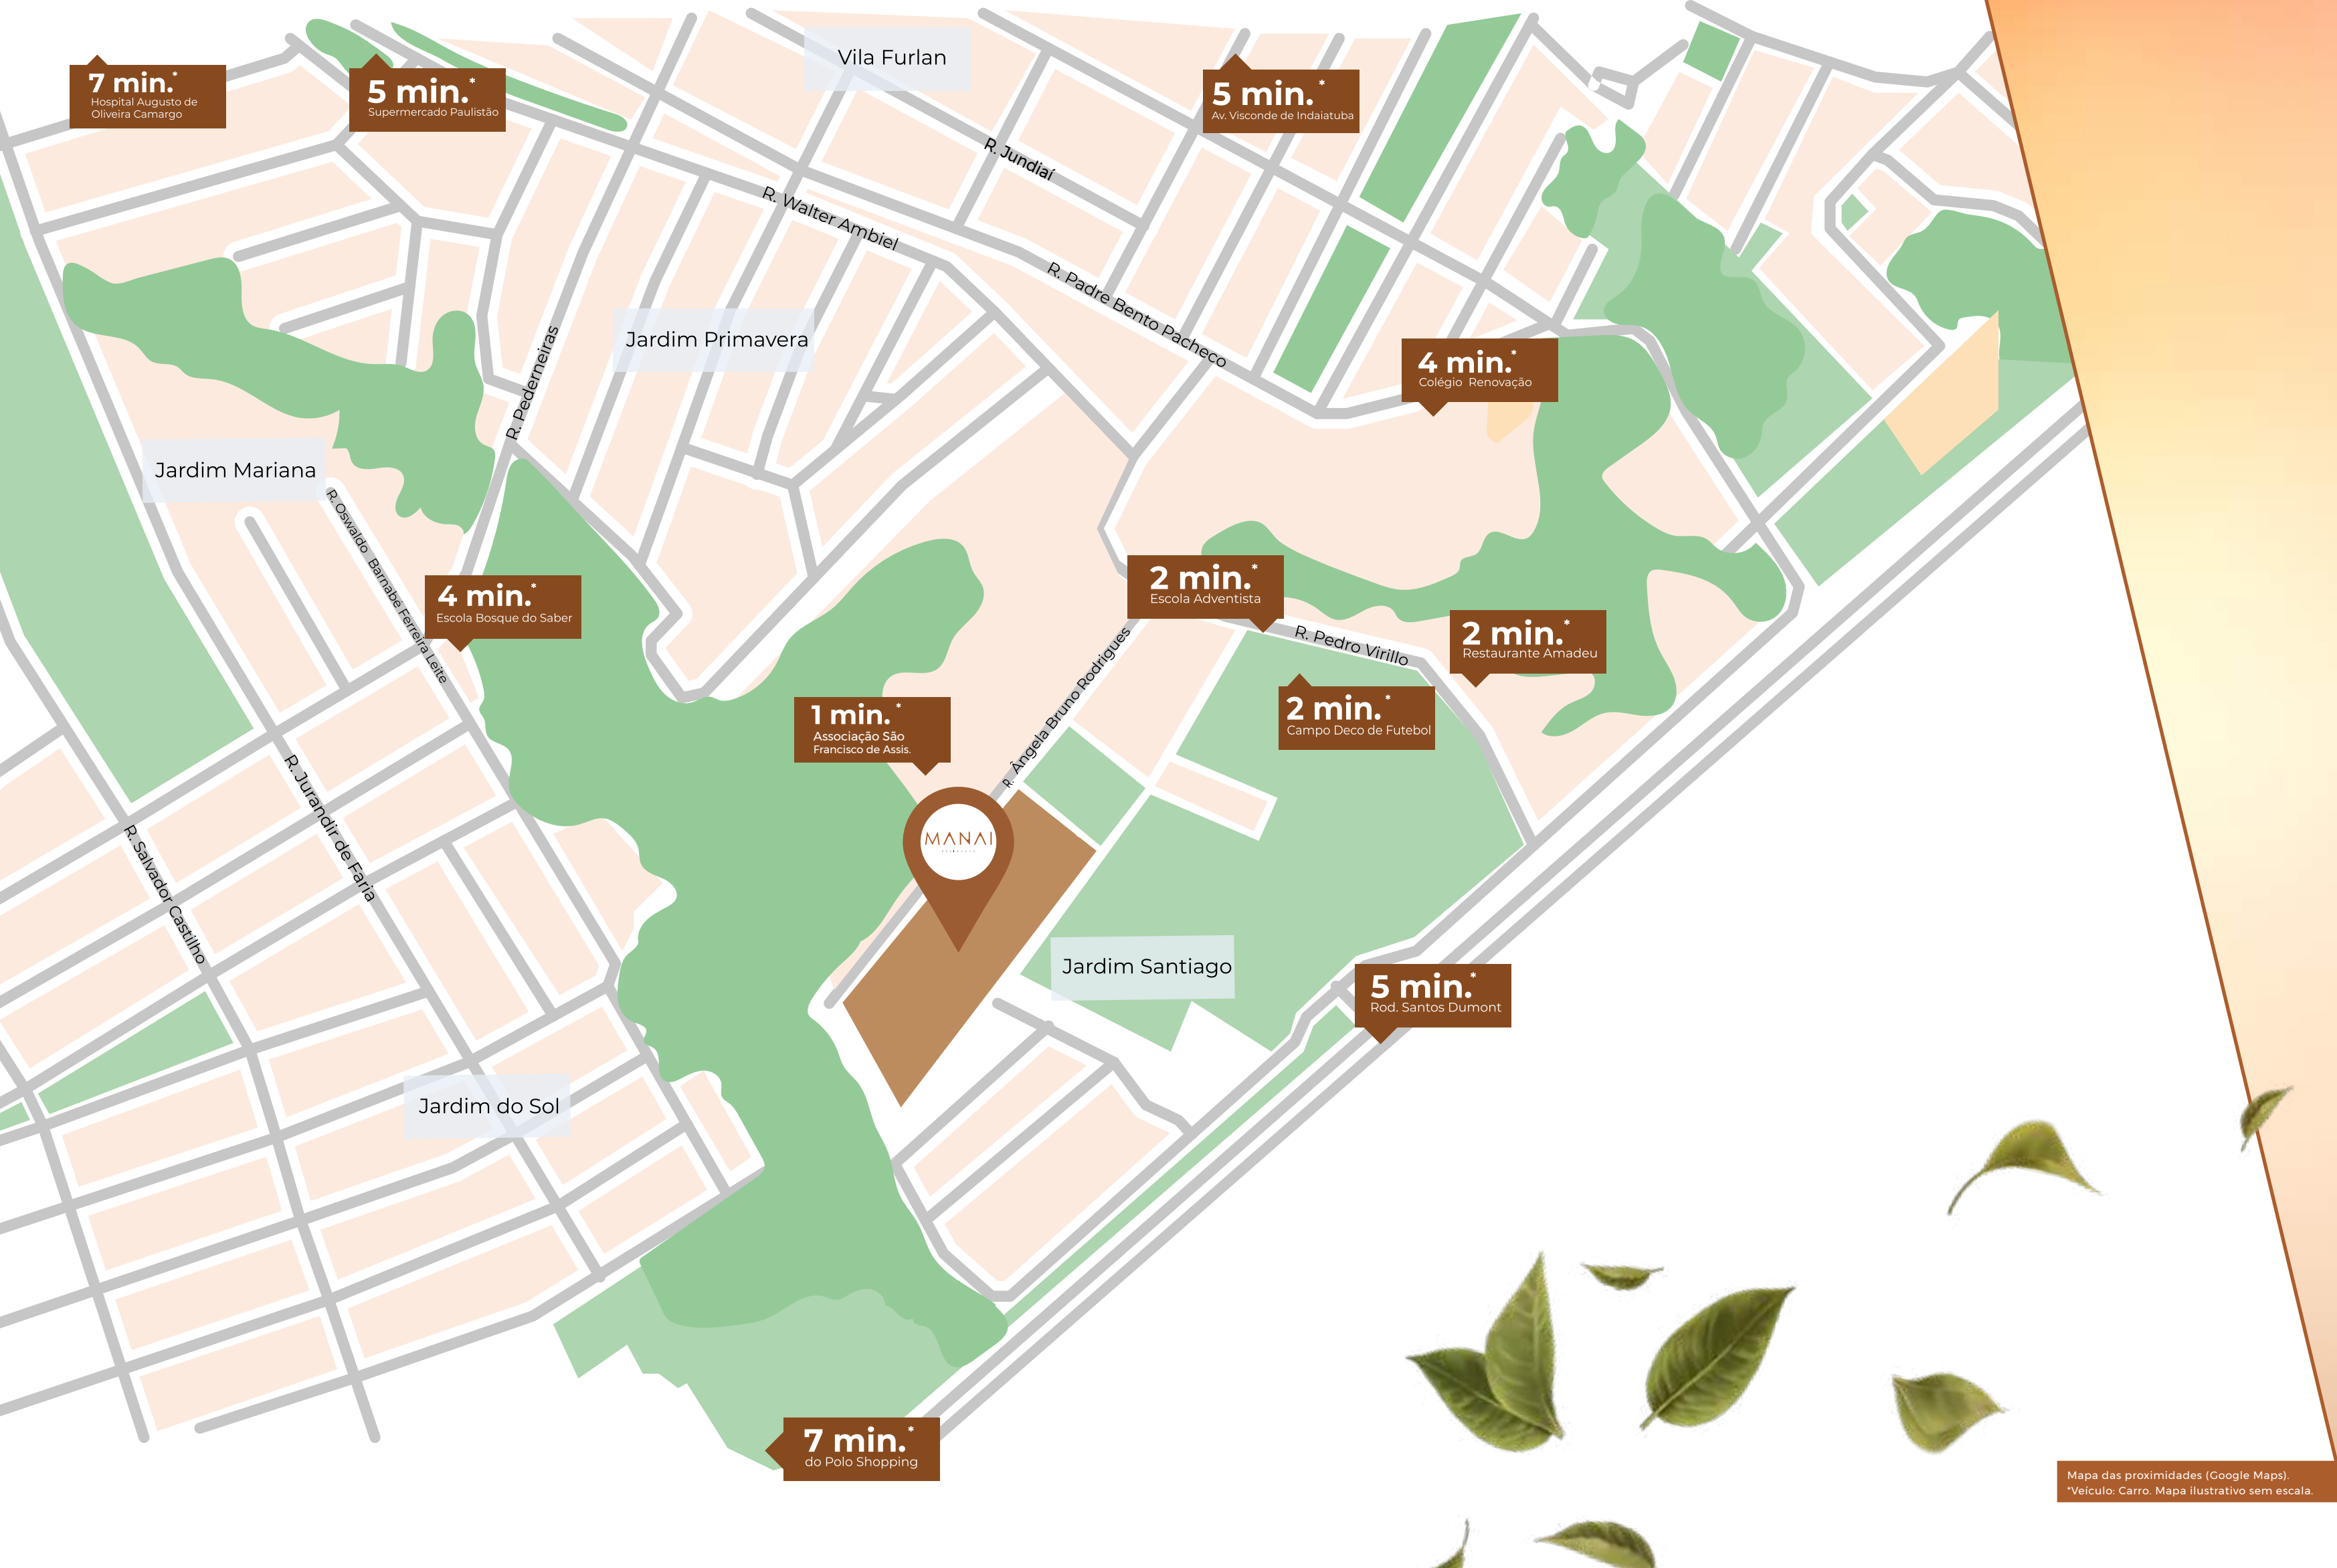 Vila Furlan
7 min.*
Hospital Augusto de
Oliveira Camargo
5 min.*
Supermercado Paulistão
5 min.*
Av. Visconde de Indaiatuba
R. Jundiaí
R. Walter Ambiel
R. Padre Bento Pacheco
Jardim Primavera
R. Pederneiras
4 min.*
Colégio Renovação
Jardim Mariana
R. Oswaldo Barnabé Ferreira Leite
4 min.*
Escola Bosque do Saber
2 min.*
Escola Adventista
R. Pedro Virillo
2 min.*
Restaurante Amadeu
R. Ângela Bruno Rodrigues
1 min.*
Associação São
Francisco de Assis.
2 min.*
Campo Deco de Futebol
R. Jurandir de Faria
R. Salvador Castilho
MANAI
Jardim Santiago
5 min.*
Rod. Santos Dumont
Jardim do Sol
7 min.*
do Polo Shopping
Mapa das proximidades (Google Maps).
*Veículo: Carro. Mapa ilustrativo sem escala.